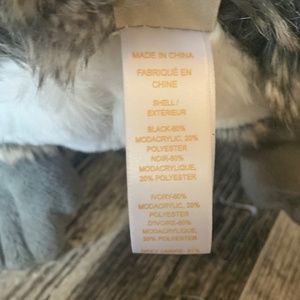 MADE IN CHINA
FABRIQUÉ EN
CHINE
SHELL /
EXTÉRIEUR
BLACK-80%
MODACRYLIC, 20%
POLYESTER
NOIR-80%
MODACRYLIQUE,
20% POLYESTER
IVORY-80%
MODACRYLIC, 20%
POLYESTER
D'IVOIRE-80%
MODACRYLIQUE,
20% POLYESTER